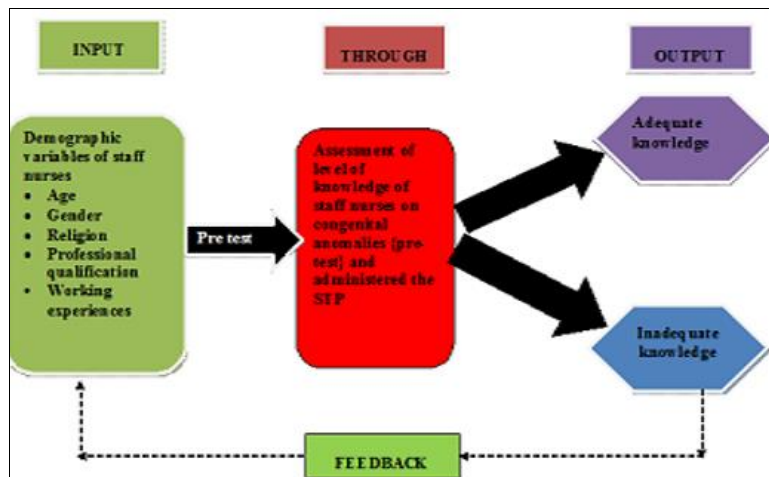 INPUT
THROUGH
OUTPUT
Demographic
variables of staff
nurses
• Age
• Gender
• Religion
• Professional
qualification
• Working
experiences
Pre test
Assessment of
level of
knowledge of
staff nurses on
congenital
anomalies (pre-
test) and
administered the
STP
Adequate
knowledge
Inadequate
knowledge
FEEDBACK